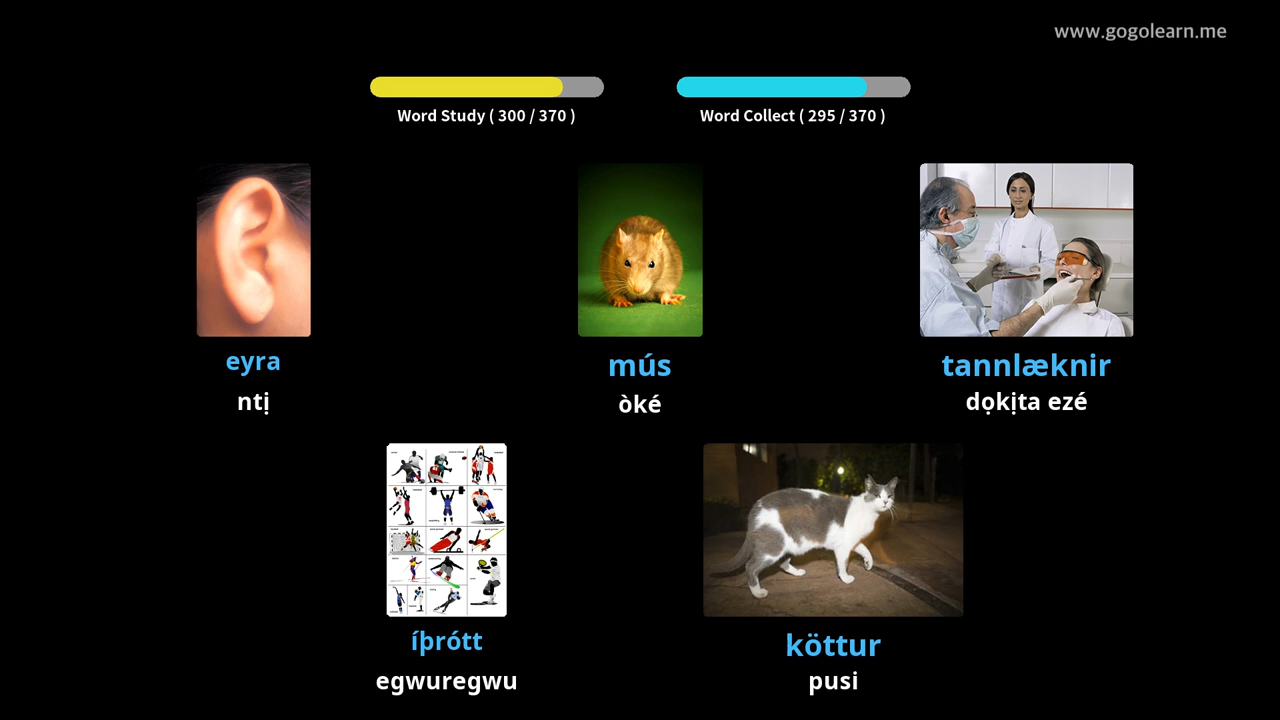 www.gogolearn.me
Word Study ( 300 / 370 )
Word Collect ( 295 / 370 )
eyra
mús
tannlæknir
ntị
òké
dọkịta ezé
íþrótt
köttur
egwuregwu
pusi